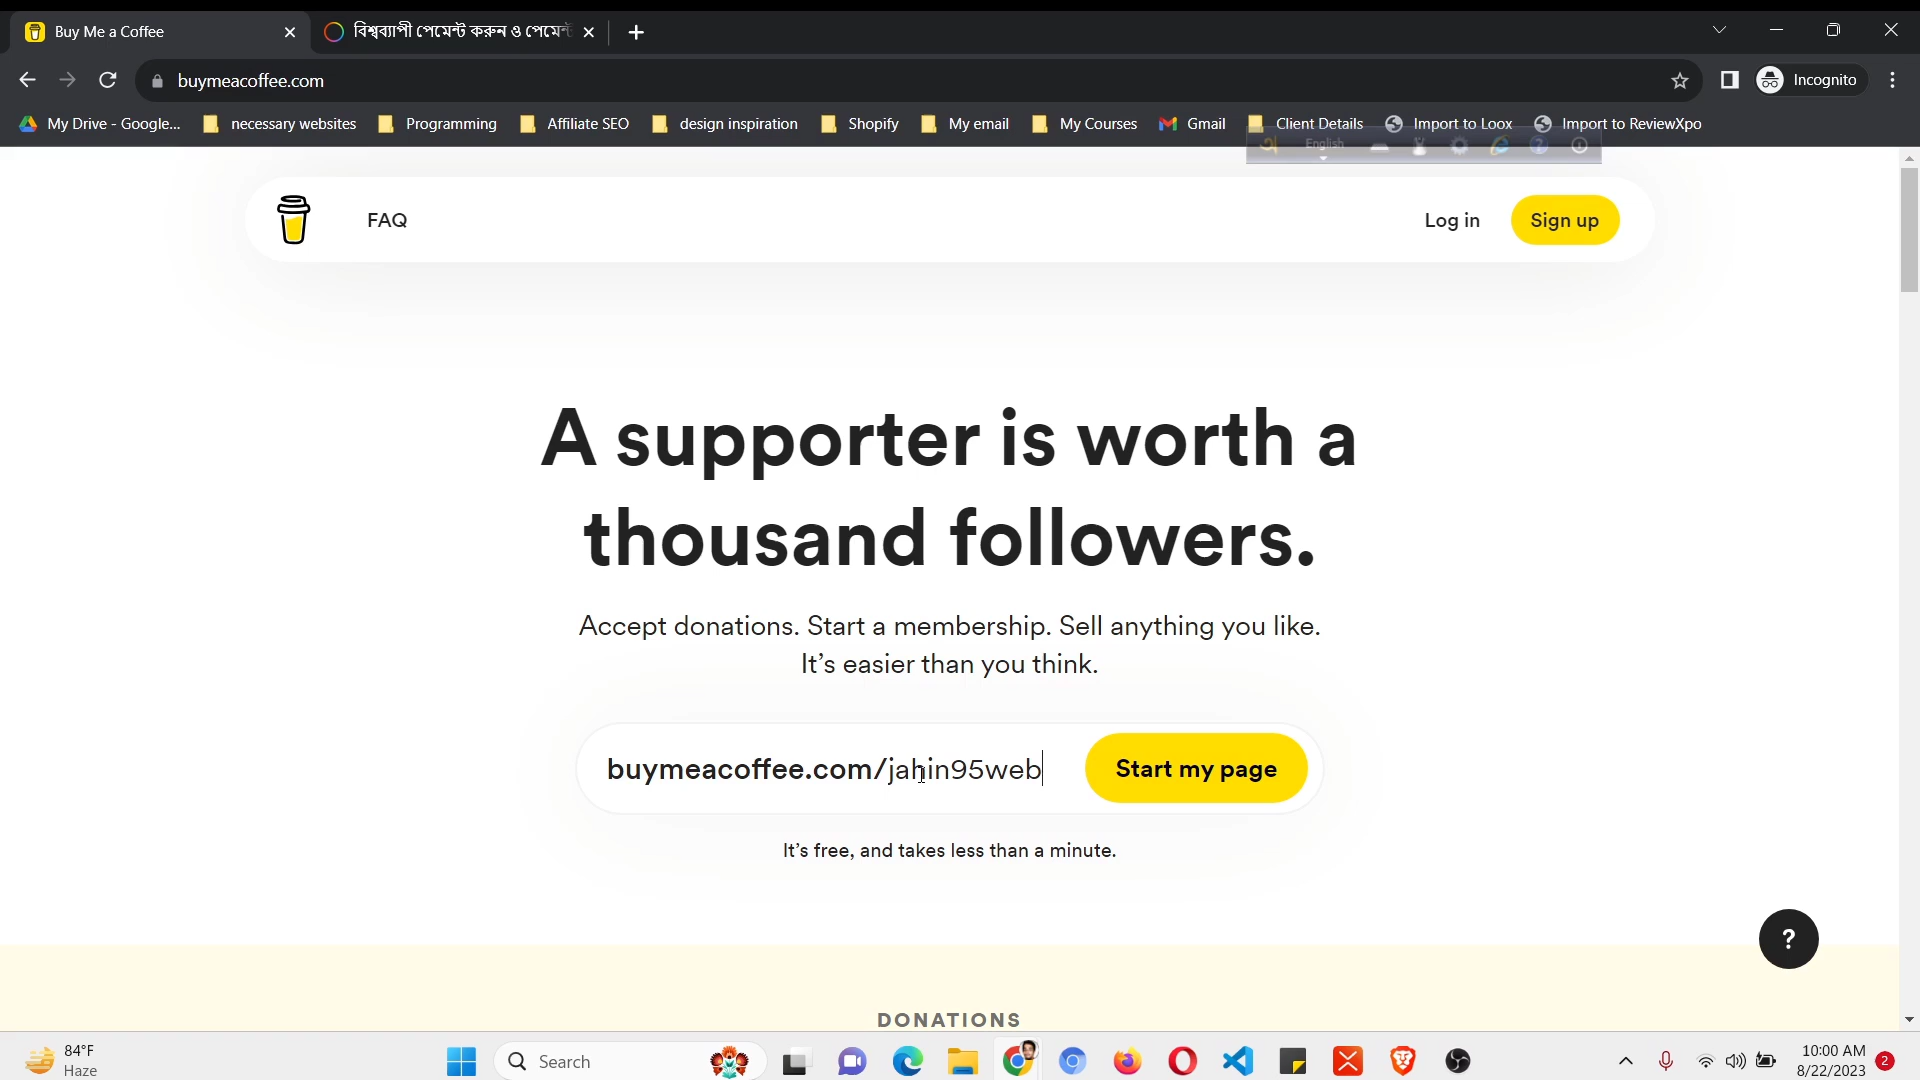 Buy Me a Coffee
বিশ্বব্যাপী পেমেন্ট করুন ও পেমেন্ট
buymeacoffee.com
Incognito
My Drive - Google...
necessary websites
Programming
Affiliate SEO
design inspiration
Shopify
My email
My Courses
Gmail
Client Details
Import to Loox
Import to ReviewXpo
English
FAQ
Log in
Sign up
A supporter is worth a
thousand followers.
Accept donations. Start a membership. Sell anything you like.
It's easier than you think.
buymeacoffee.com/jahin95web
Start my page
It's free, and takes less than a minute.
?
DONATIONS
84°F
Haze
Search
10:00 AM
8/22/2023
2